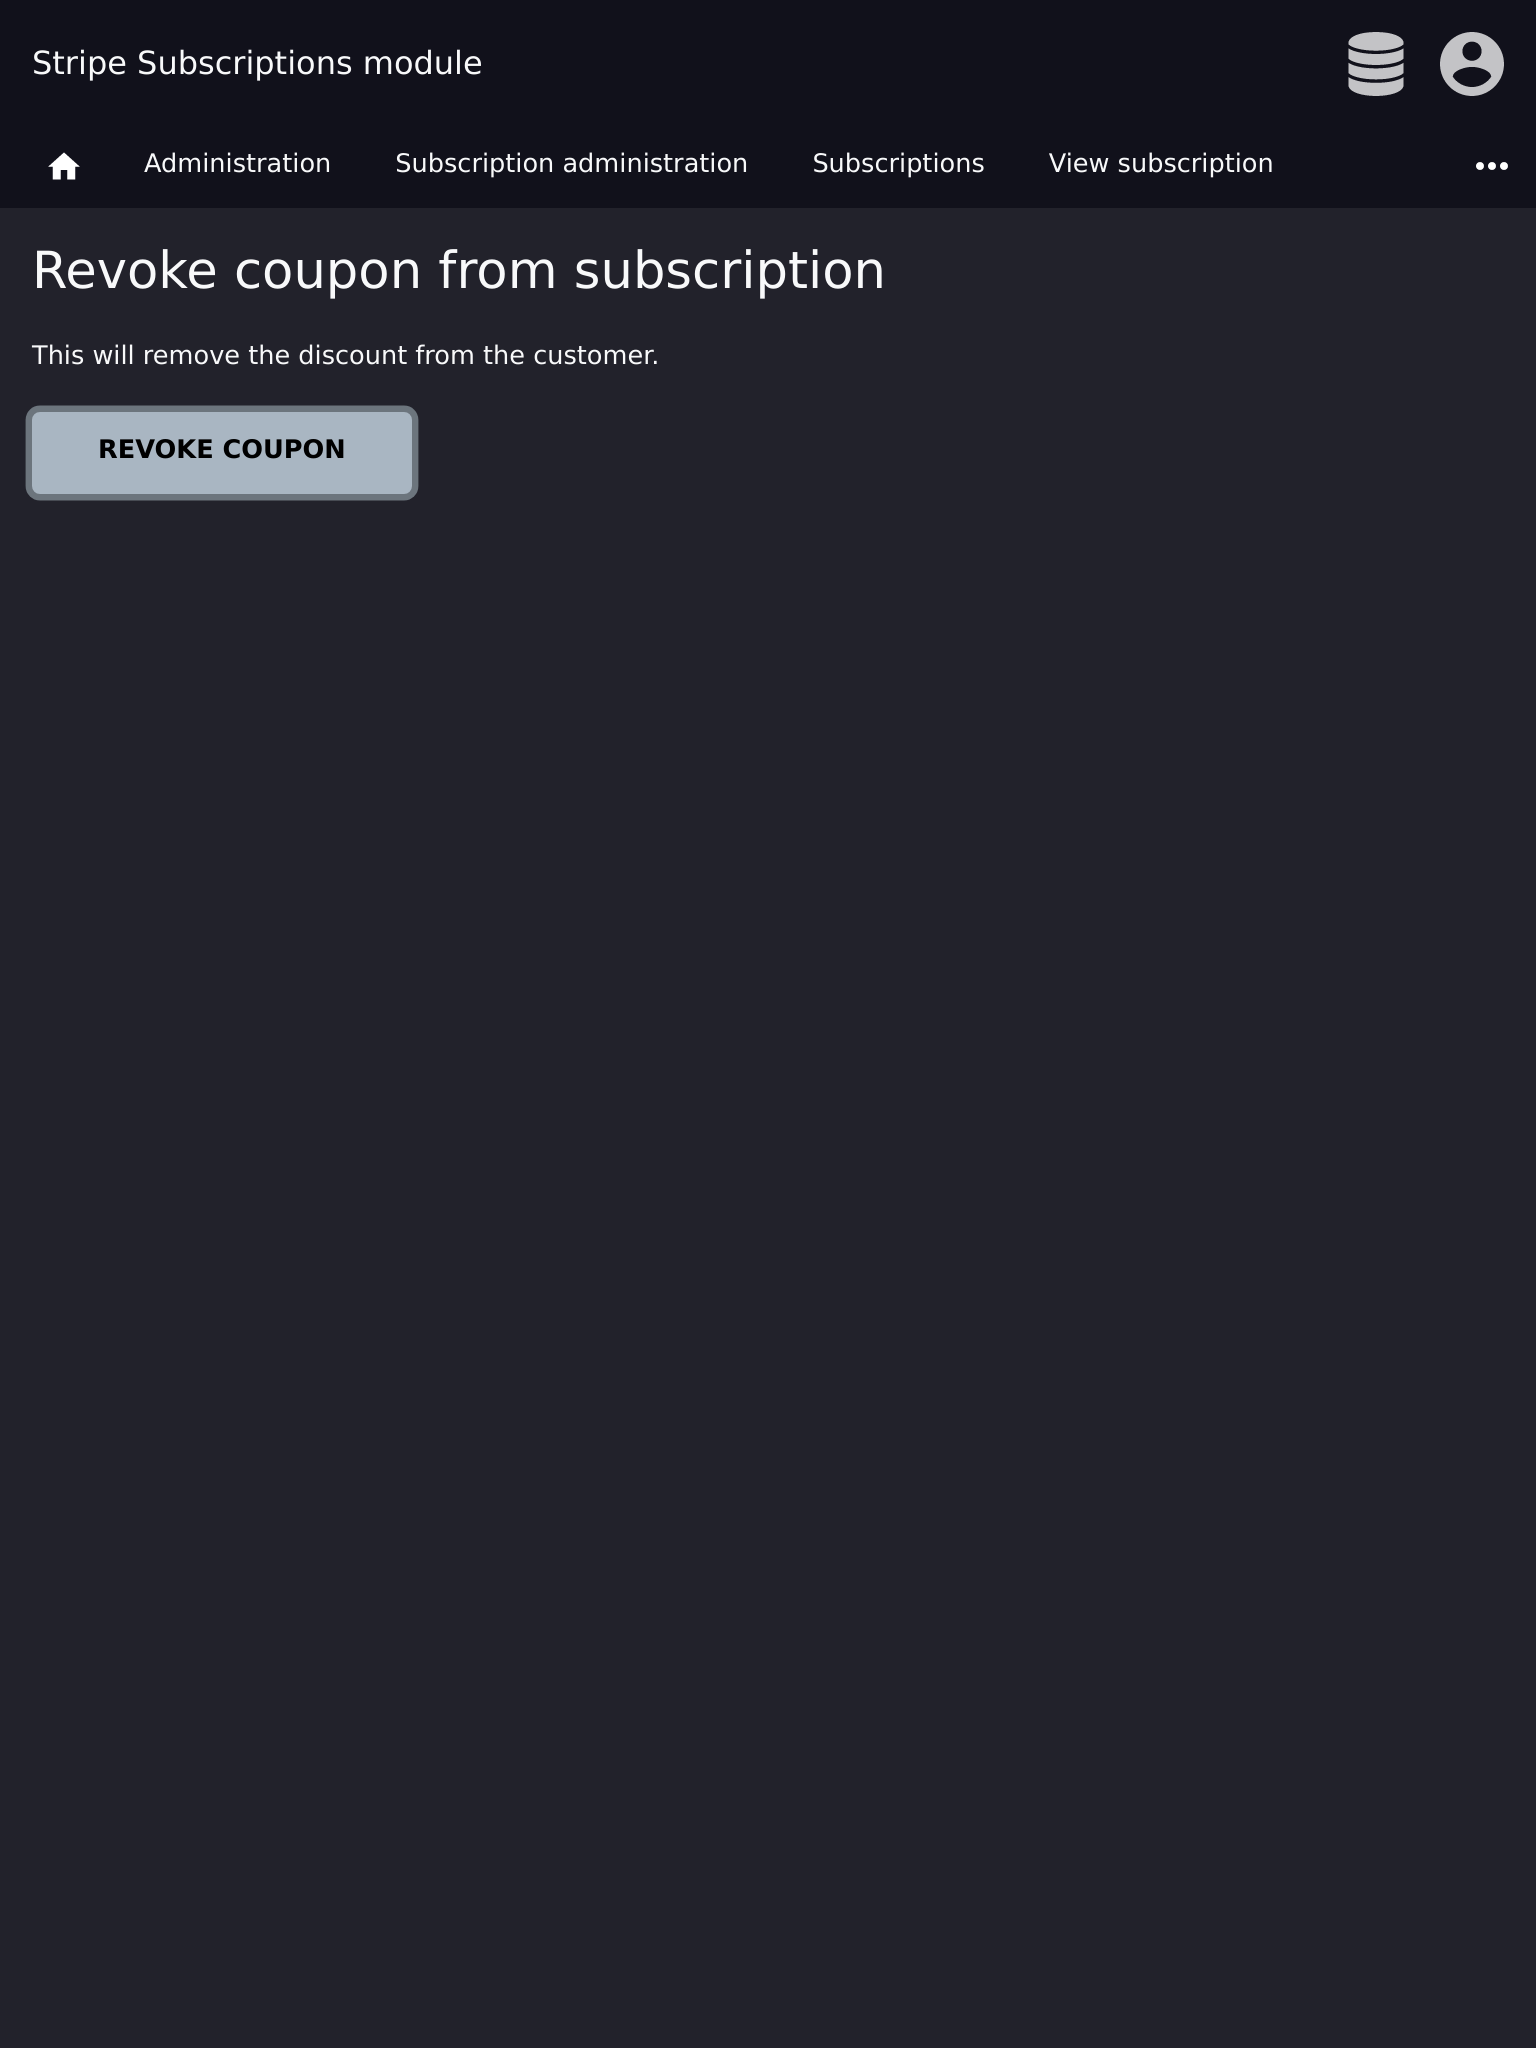 Stripe Subscriptions module
Administration Subscription administration Subscriptions View subscription
Revoke coupon from subscription
This will remove the discount from the customer.
REVOKE COUPON